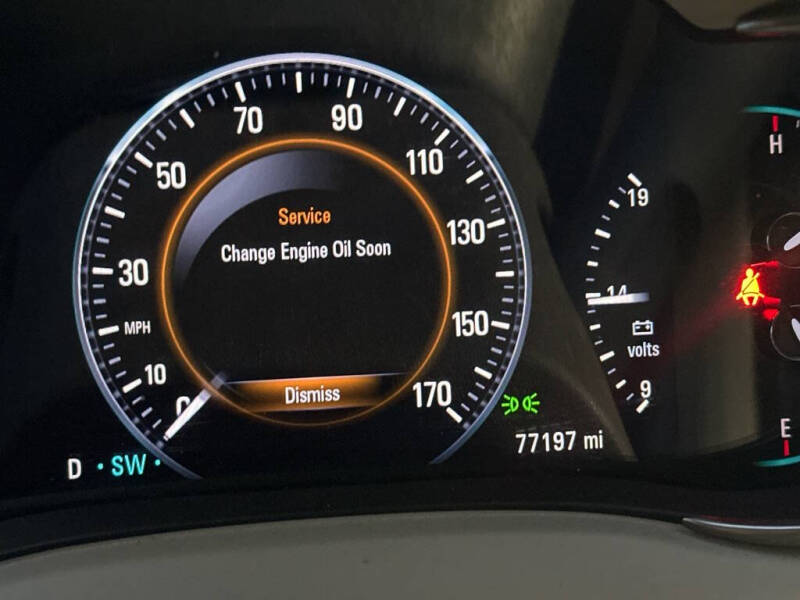 70 90
50 110
30 130
MPH 150
10 170
0
Service
Change Engine Oil Soon
Dismiss
D • SW •
19
14
volts
9
77197 mi
H
E